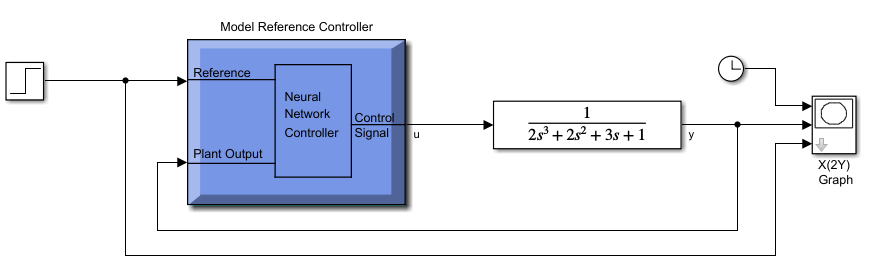 Model Reference Controller
Reference
Neural
Network
Controller
Control
Signal
Plant Output
u
1
2s³ + 2s² + 3s + 1
y
X(2Y)
Graph